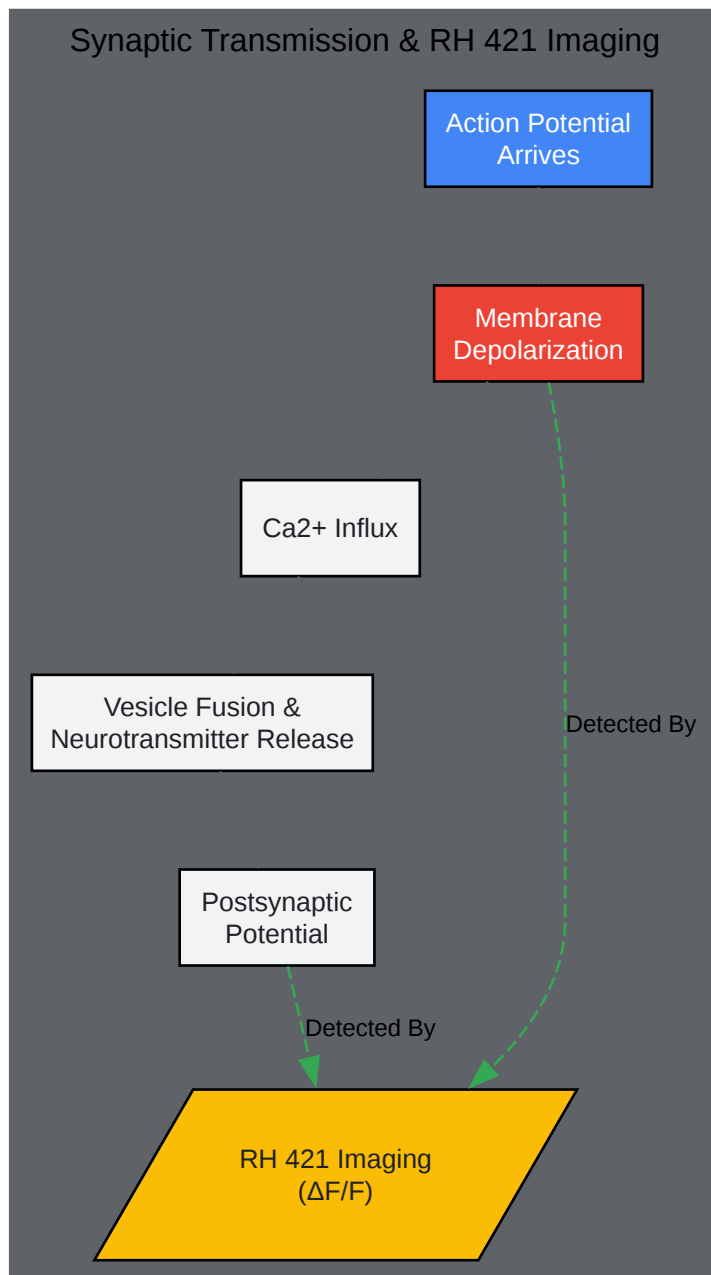 Synaptic Transmission & RH 421 Imaging
Action Potential
Arrives
Membrane
Depolarization
Ca2+ Influx
Vesicle Fusion &
Neurotransmitter Release
Detected By
Postsynaptic
Potential
Detected By
RH 421 Imaging
(ΔF/F)